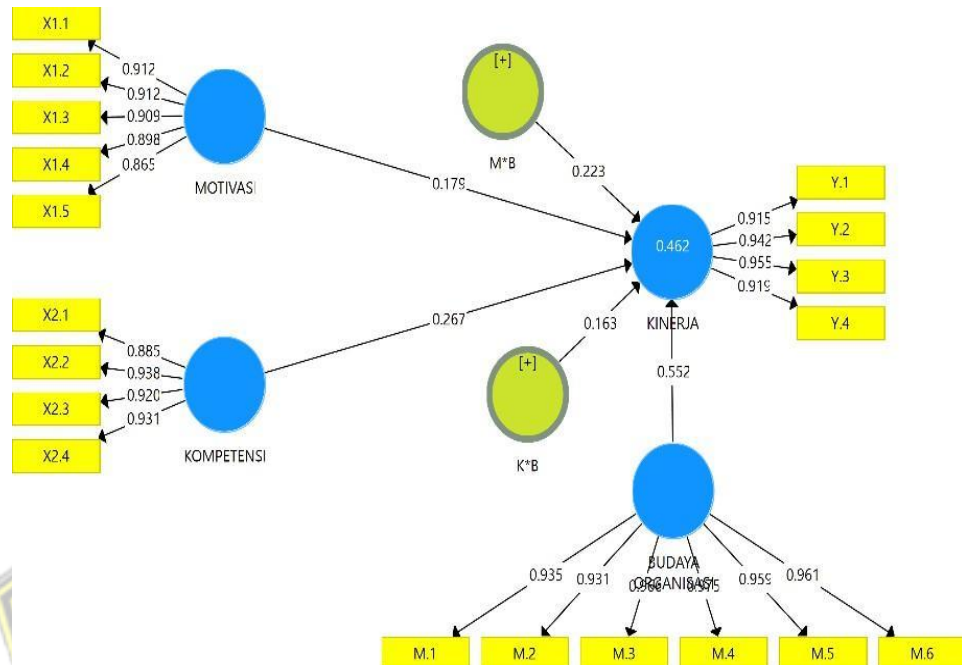 X1.1
X1.2
X1.3
X1.4
X1.5
0.912
0.912
0.909
0.898
0.865
MOTIVASI
[+]
M*B
0.179
0.223
Y.1
Y.2
Y.3
Y.4
0.915
0.942
0.955
0.919
0.462
KINERJA
X2.1
X2.2
X2.3
X2.4
0.885
0.938
0.920
0.931
KOMPETENSI
0.267
0.163
[+]
K*B
0.552
BUDAYA
ORGANISASI
0.935
0.931
0.959
0.961
M.1
M.2
M.3
M.4
M.5
M.6